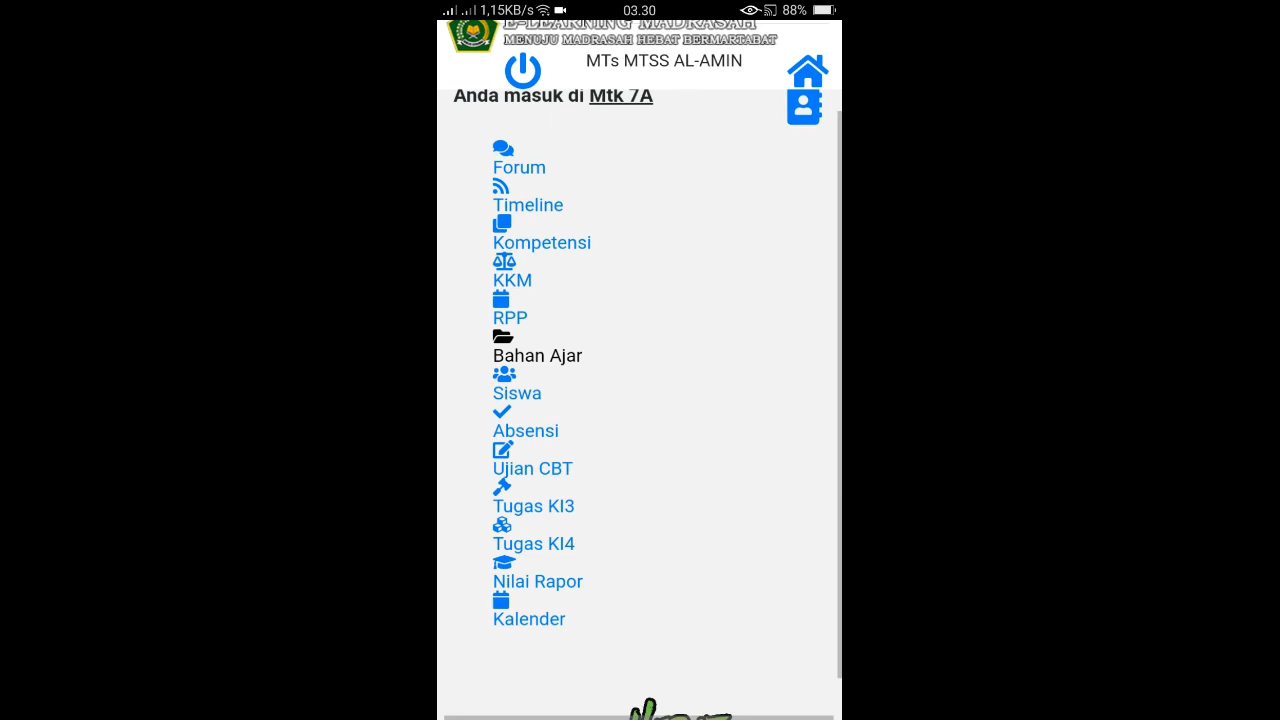 1,15KB/s 03.30 88%
E-LEARNING MADRASAH
MENUJU MADRASAH HEBAT BERMARTABAT
MTs MTSS AL-AMIN
Anda masuk di Mtk 7A
Forum
Timeline
Kompetensi
KKM
RPP
Bahan Ajar
Siswa
Absensi
Ujian CBT
Tugas KI3
Tugas KI4
Nilai Rapor
Kalender